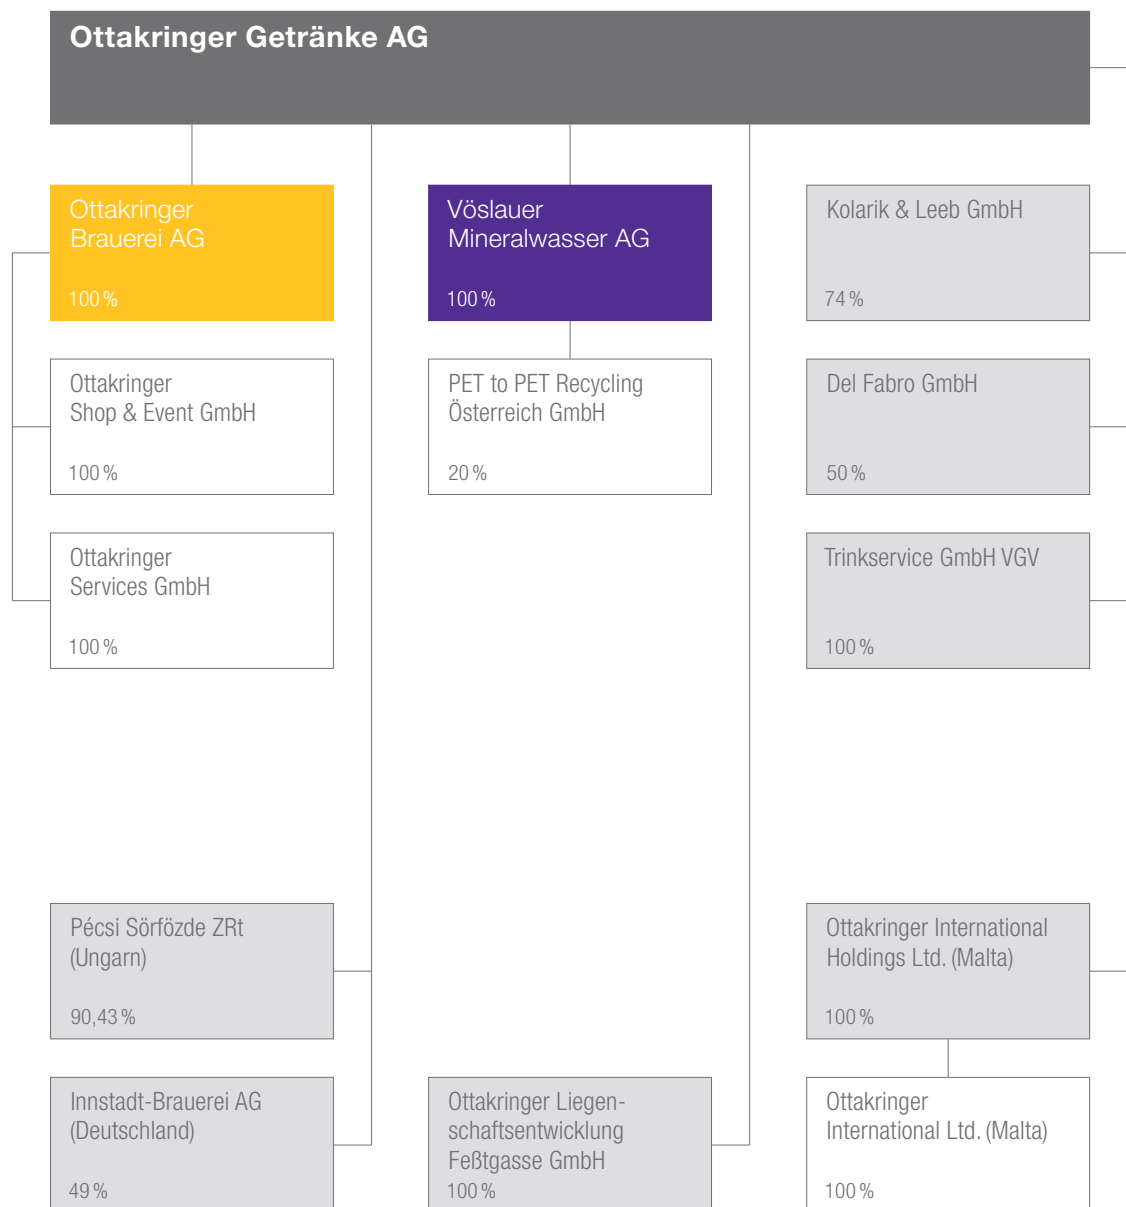 Ottakringer Getränke AG
Ottakringer
Brauerei AG
100 %
Vöslauer
Mineralwasser AG
100 %
Kolarik & Leeb GmbH
74 %
Ottakringer
Shop & Event GmbH
100 %
PET to PET Recycling
Österreich GmbH
20 %
Del Fabro GmbH
50 %
Ottakringer
Services GmbH
100 %
Trinkservice GmbH VGV
100 %
Pécsi Sörfözde ZRt
(Ungarn)
90,43 %
Ottakringer International
Holdings Ltd. (Malta)
100 %
Innstadt-Brauerei AG
(Deutschland)
49 %
Ottakringer Liegen-
schaftsentwicklung
Feßtgasse GmbH
100 %
Ottakringer
International Ltd. (Malta)
100 %